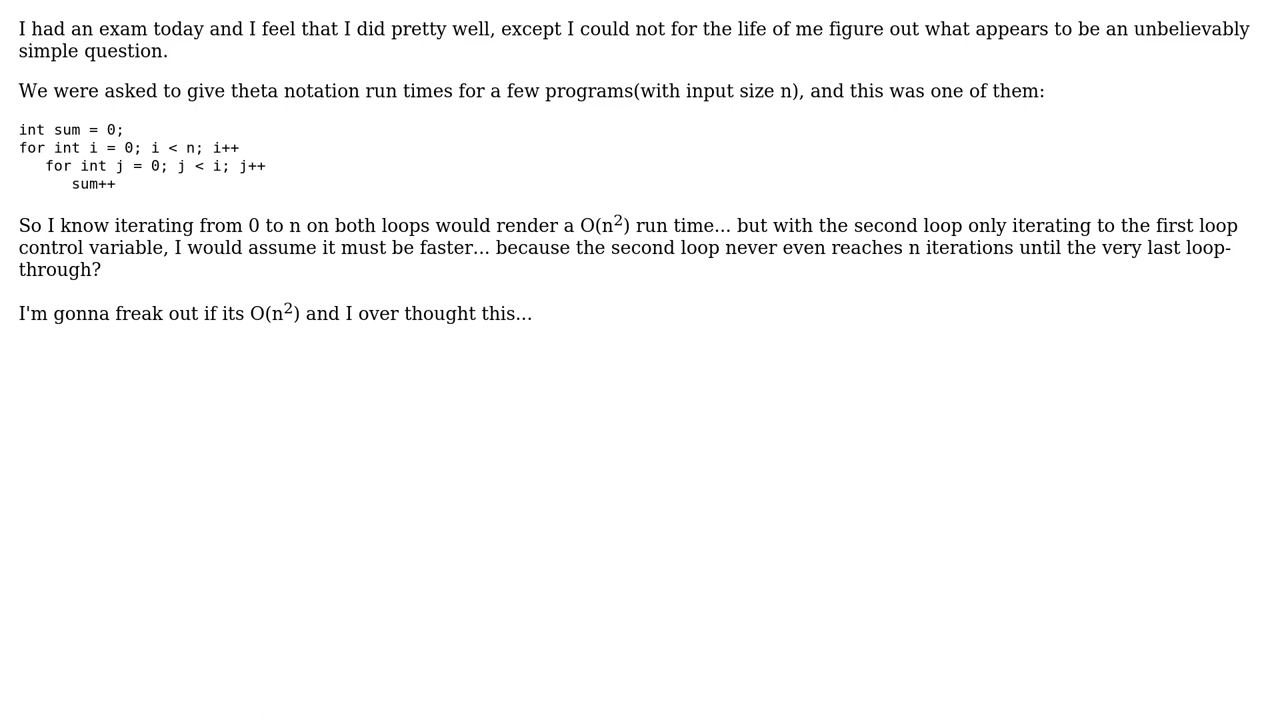 I had an exam today and I feel that I did pretty well, except I could not for the life of me figure out what appears to be an unbelievably
simple question.
We were asked to give theta notation run times for a few programs(with input size n), and this was one of them:
int sum = 0;
for int i = 0; i < n; i++
   for int j = 0; j < i; j++
      sum++
So I know iterating from 0 to n on both loops would render a O(n²) run time... but with the second loop only iterating to the first loop
control variable, I would assume it must be faster... because the second loop never even reaches n iterations until the very last loop-
through?
I'm gonna freak out if its O(n²) and I over thought this...